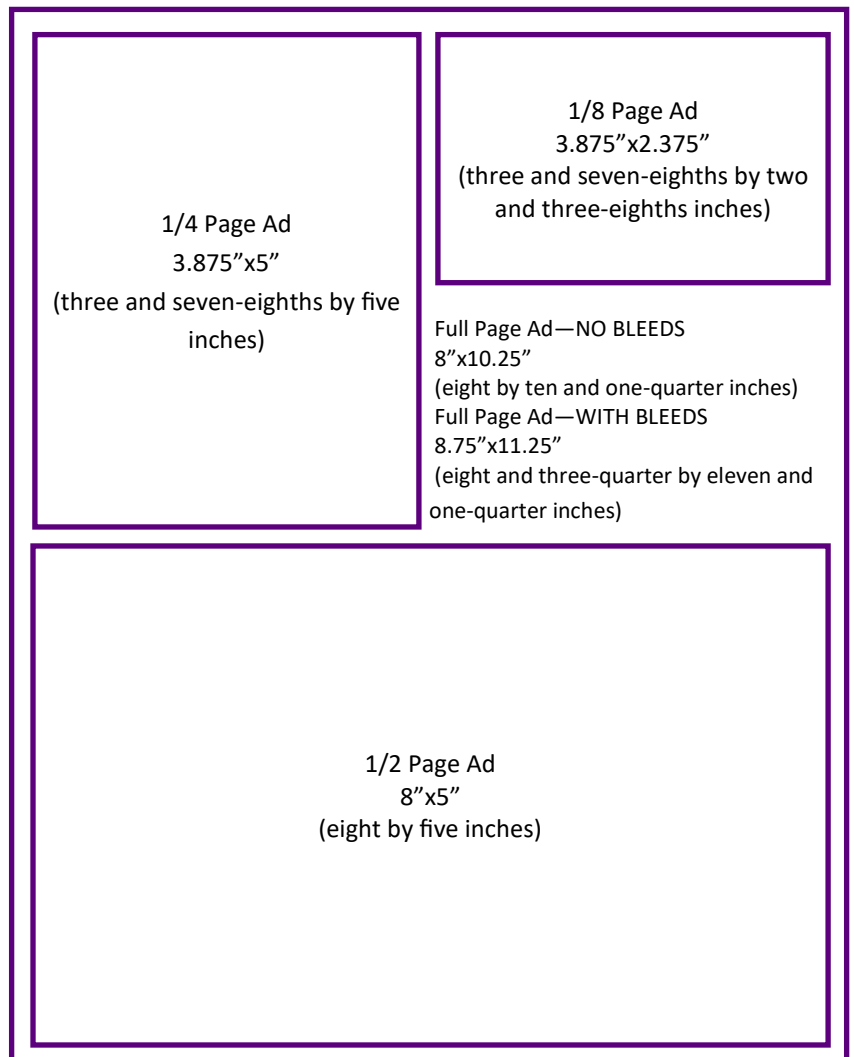 1/4 Page Ad
3.875”x5”
(three and seven-eighths by five
inches)
1/8 Page Ad
3.875”x2.375”
(three and seven-eighths by two
and three-eighths inches)
Full Page Ad—NO BLEEDS
8”x10.25”
(eight by ten and one-quarter inches)
Full Page Ad—WITH BLEEDS
8.75”x11.25”
(eight and three-quarter by eleven and
one-quarter inches)
1/2 Page Ad
8”x5”
(eight by five inches)